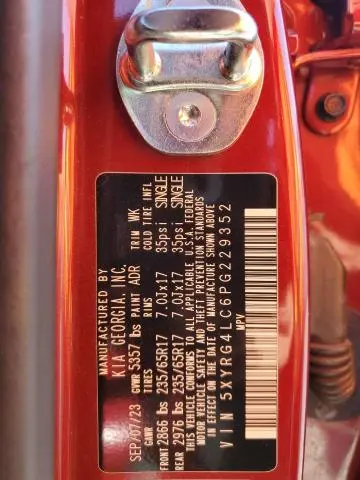 MANUFACTURED BY
KIA GEORGIA, INC.
SEP/07/23 GVWR 5357 lbs PAINT ADR TRIM WK
GAWR TIRES RIMS COLD TIRE INFL
FRONT 2866 lbs 235/65R17 7.0Jx17 35psi SINGLE
REAR 2976 lbs 235/65R17 7.0Jx17 35psi SINGLE
THIS VEHICLE CONFORMS TO ALL APPLICABLE U.S.A. FEDERAL
MOTOR VEHICLE SAFETY AND THEFT PREVENTION STANDARDS
IN EFFECT ON THE DATE OF MANUFACTURE SHOWN ABOVE
VIN 5XYRG4LC6PG229352
MPV